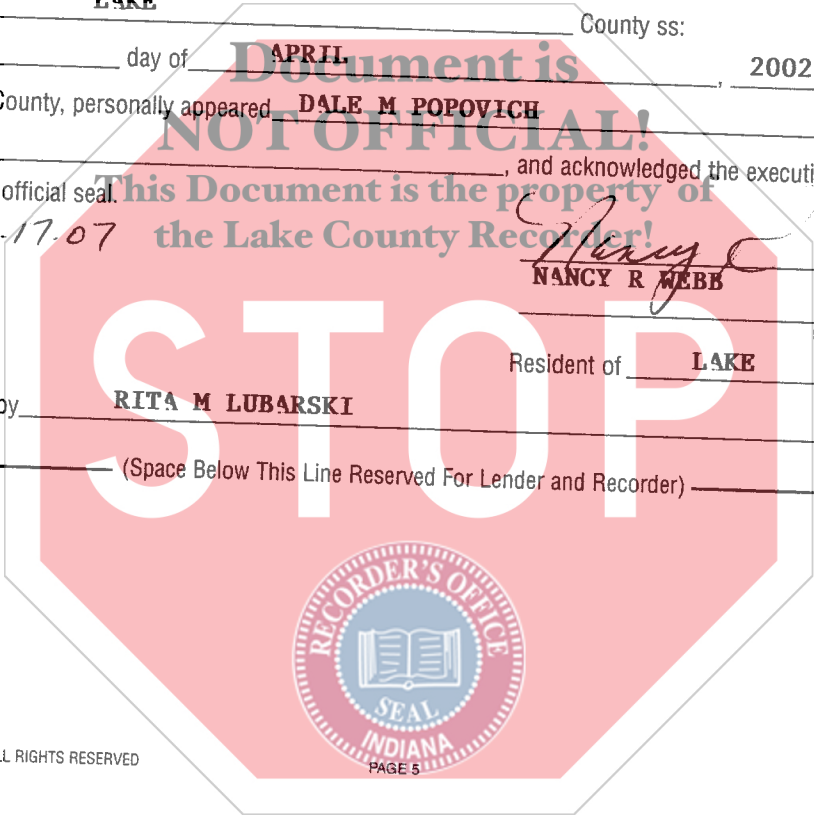 LAKE County ss:
day of APRIL , 2002
County, personally appeared DALE M POPOVICH
, and acknowledged the executi
official seal.
-17-07
NANCY R WEBB
Resident of LAKE
by RITA M LUBARSKI
(Space Below This Line Reserved For Lender and Recorder)
Document is
NOT OFFICIAL!
This Document is the property of
the Lake County Recorder!
STOP
RECORDER'S OFFICE
SEAL
INDIANA
LL RIGHTS RESERVED
PAGE 5